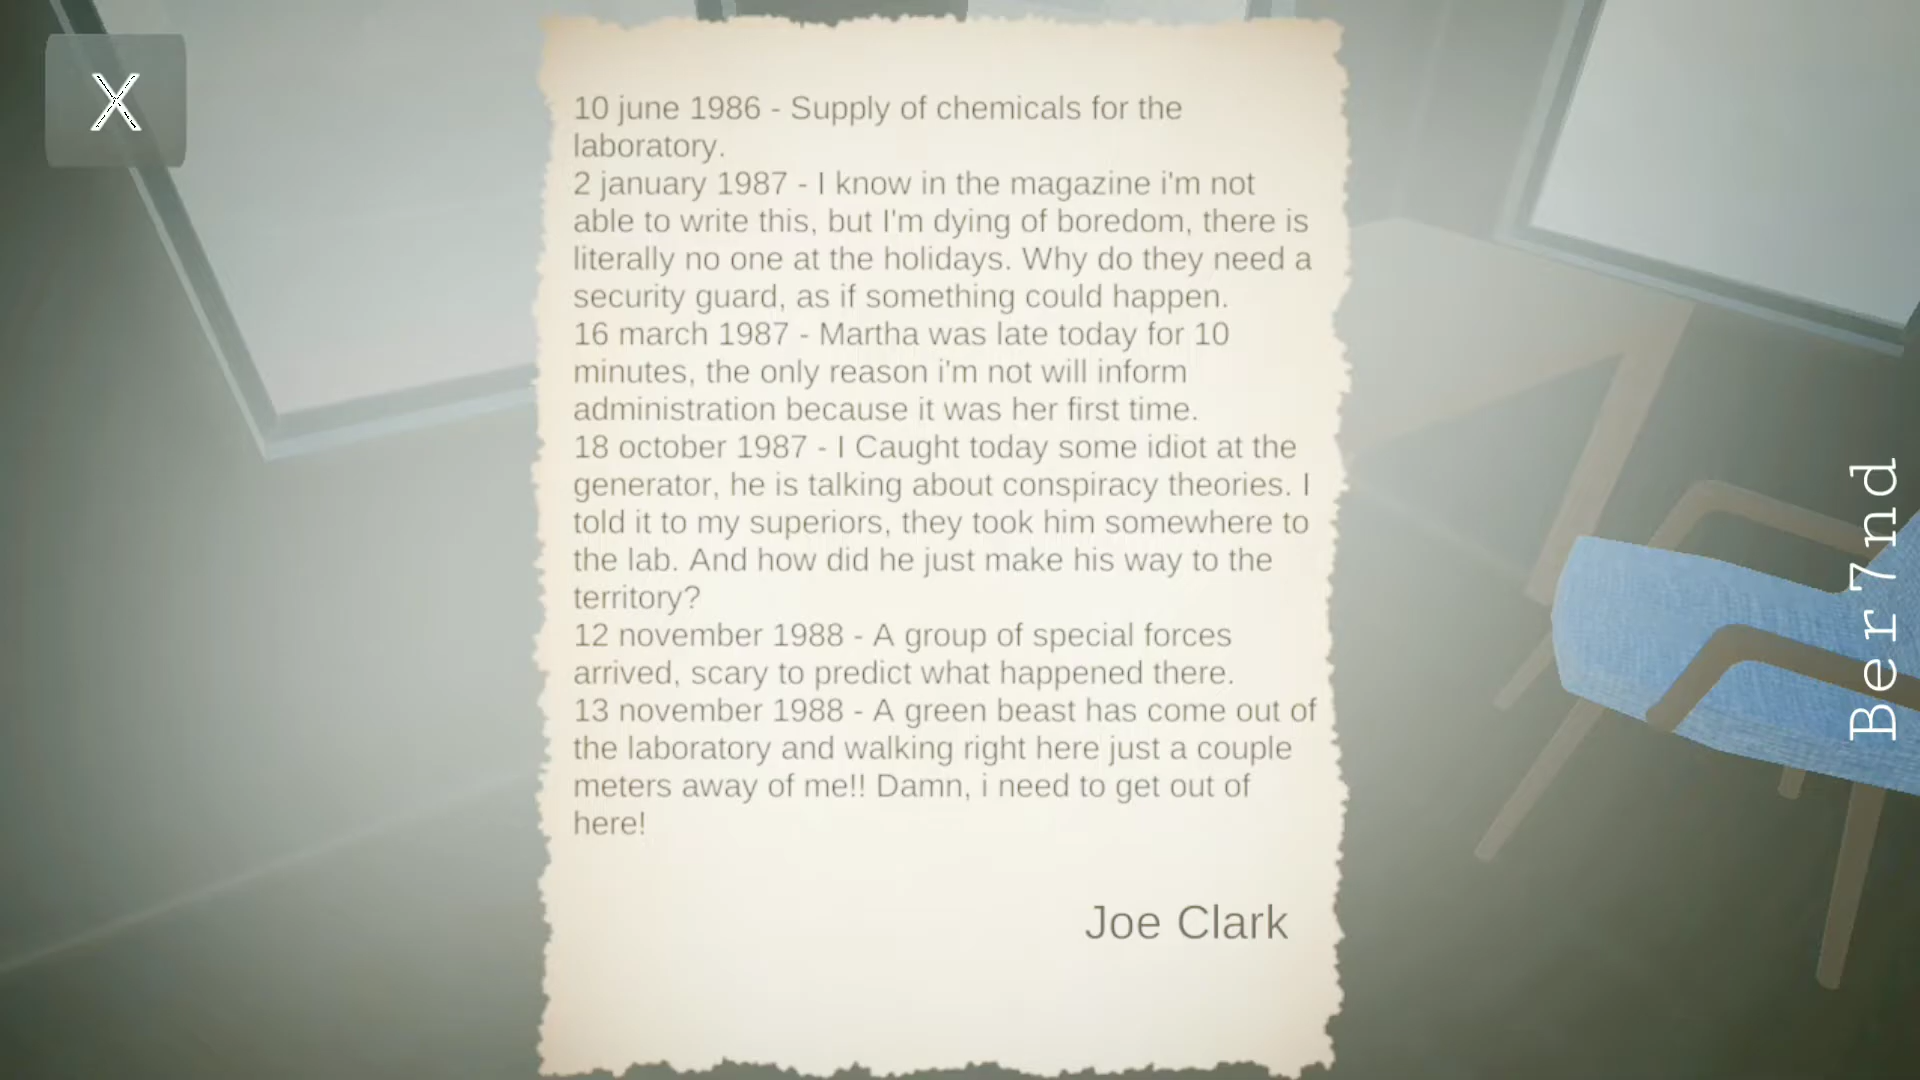 X
10 june 1986 - Supply of chemicals for the
laboratory.
2 january 1987 - I know in the magazine i'm not
able to write this, but I'm dying of boredom, there is
literally no one at the holidays. Why do they need a
security guard, as if something could happen.
16 march 1987 - Martha was late today for 10
minutes, the only reason i'm not will inform
administration because it was her first time.
18 october 1987 - I Caught today some idiot at the
generator, he is talking about conspiracy theories. I
told it to my superiors, they took him somewhere to
the lab. And how did he just make his way to the
territory?
12 november 1988 - A group of special forces
arrived, scary to predict what happened there.
13 november 1988 - A green beast has come out of
the laboratory and walking right here just a couple
meters away of me!! Damn, i need to get out of
here!
Joe Clark
Ber7nd